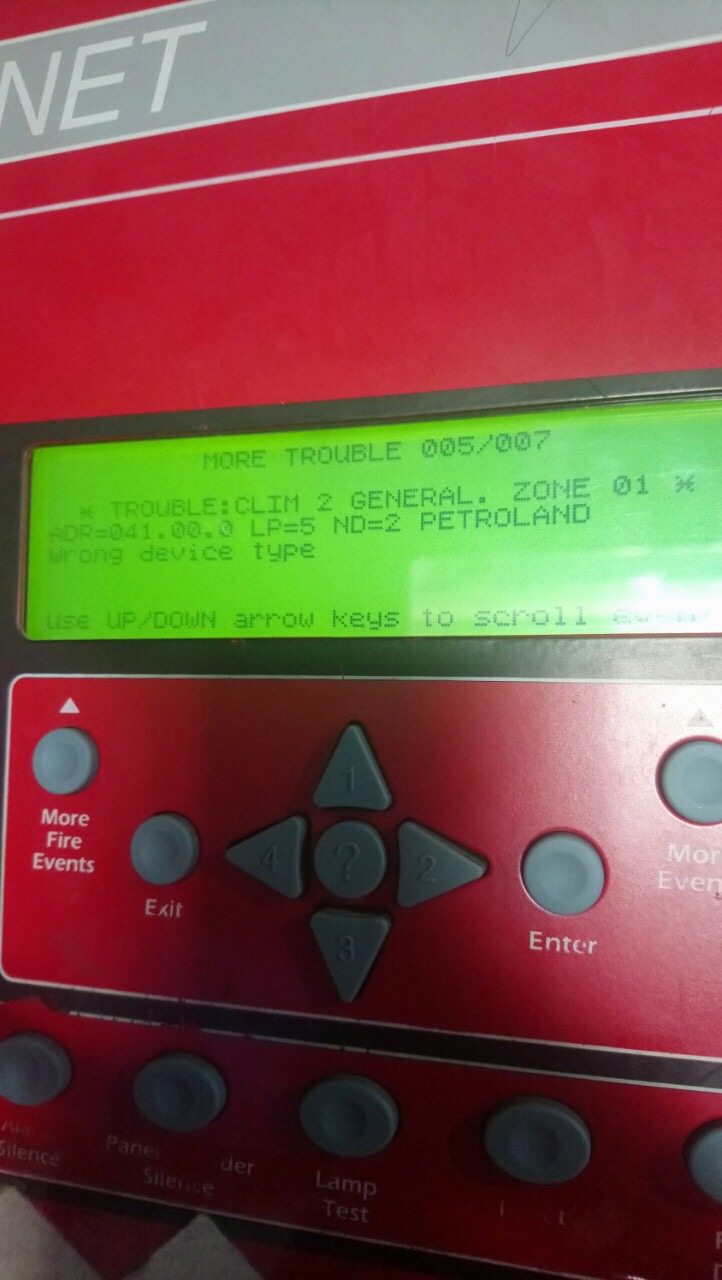 NET
MORE TROUBLE 005/007
* TROUBLE:CLIM 2 GENERAL. ZONE 01 *
ADR=041.00.0 LP=5 ND=2 PETROLAND
Wrong device type
Use UP/DOWN arrow keys to scroll
More
Fire
Events
Exit
1
4
?
2
3
Enter
Silence
Silence
Lamp
Test